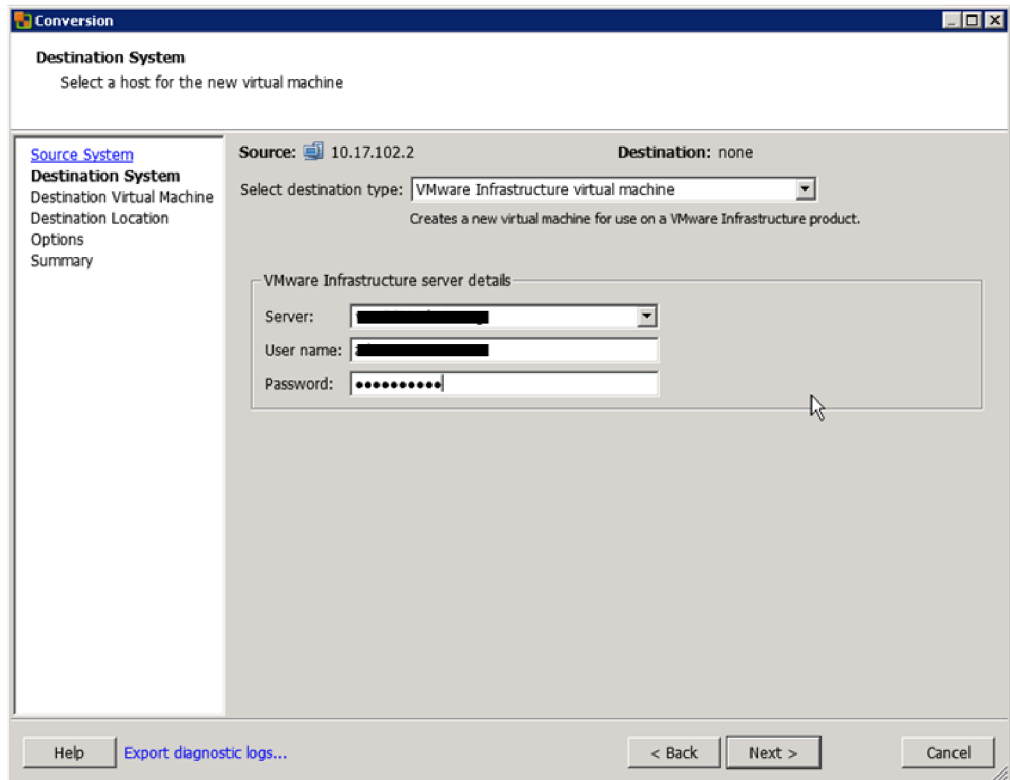 Conversion
Destination System
Select a host for the new virtual machine
Source System
Destination System
Destination Virtual Machine
Destination Location
Options
Summary
Source: 10.17.102.2 Destination: none
Select destination type: VMware Infrastructure virtual machine
Creates a new virtual machine for use on a VMware Infrastructure product.
VMware Infrastructure server details
Server:
User name:
Password: ●●●●●●●●●●
Help Export diagnostic logs... < Back Next > Cancel